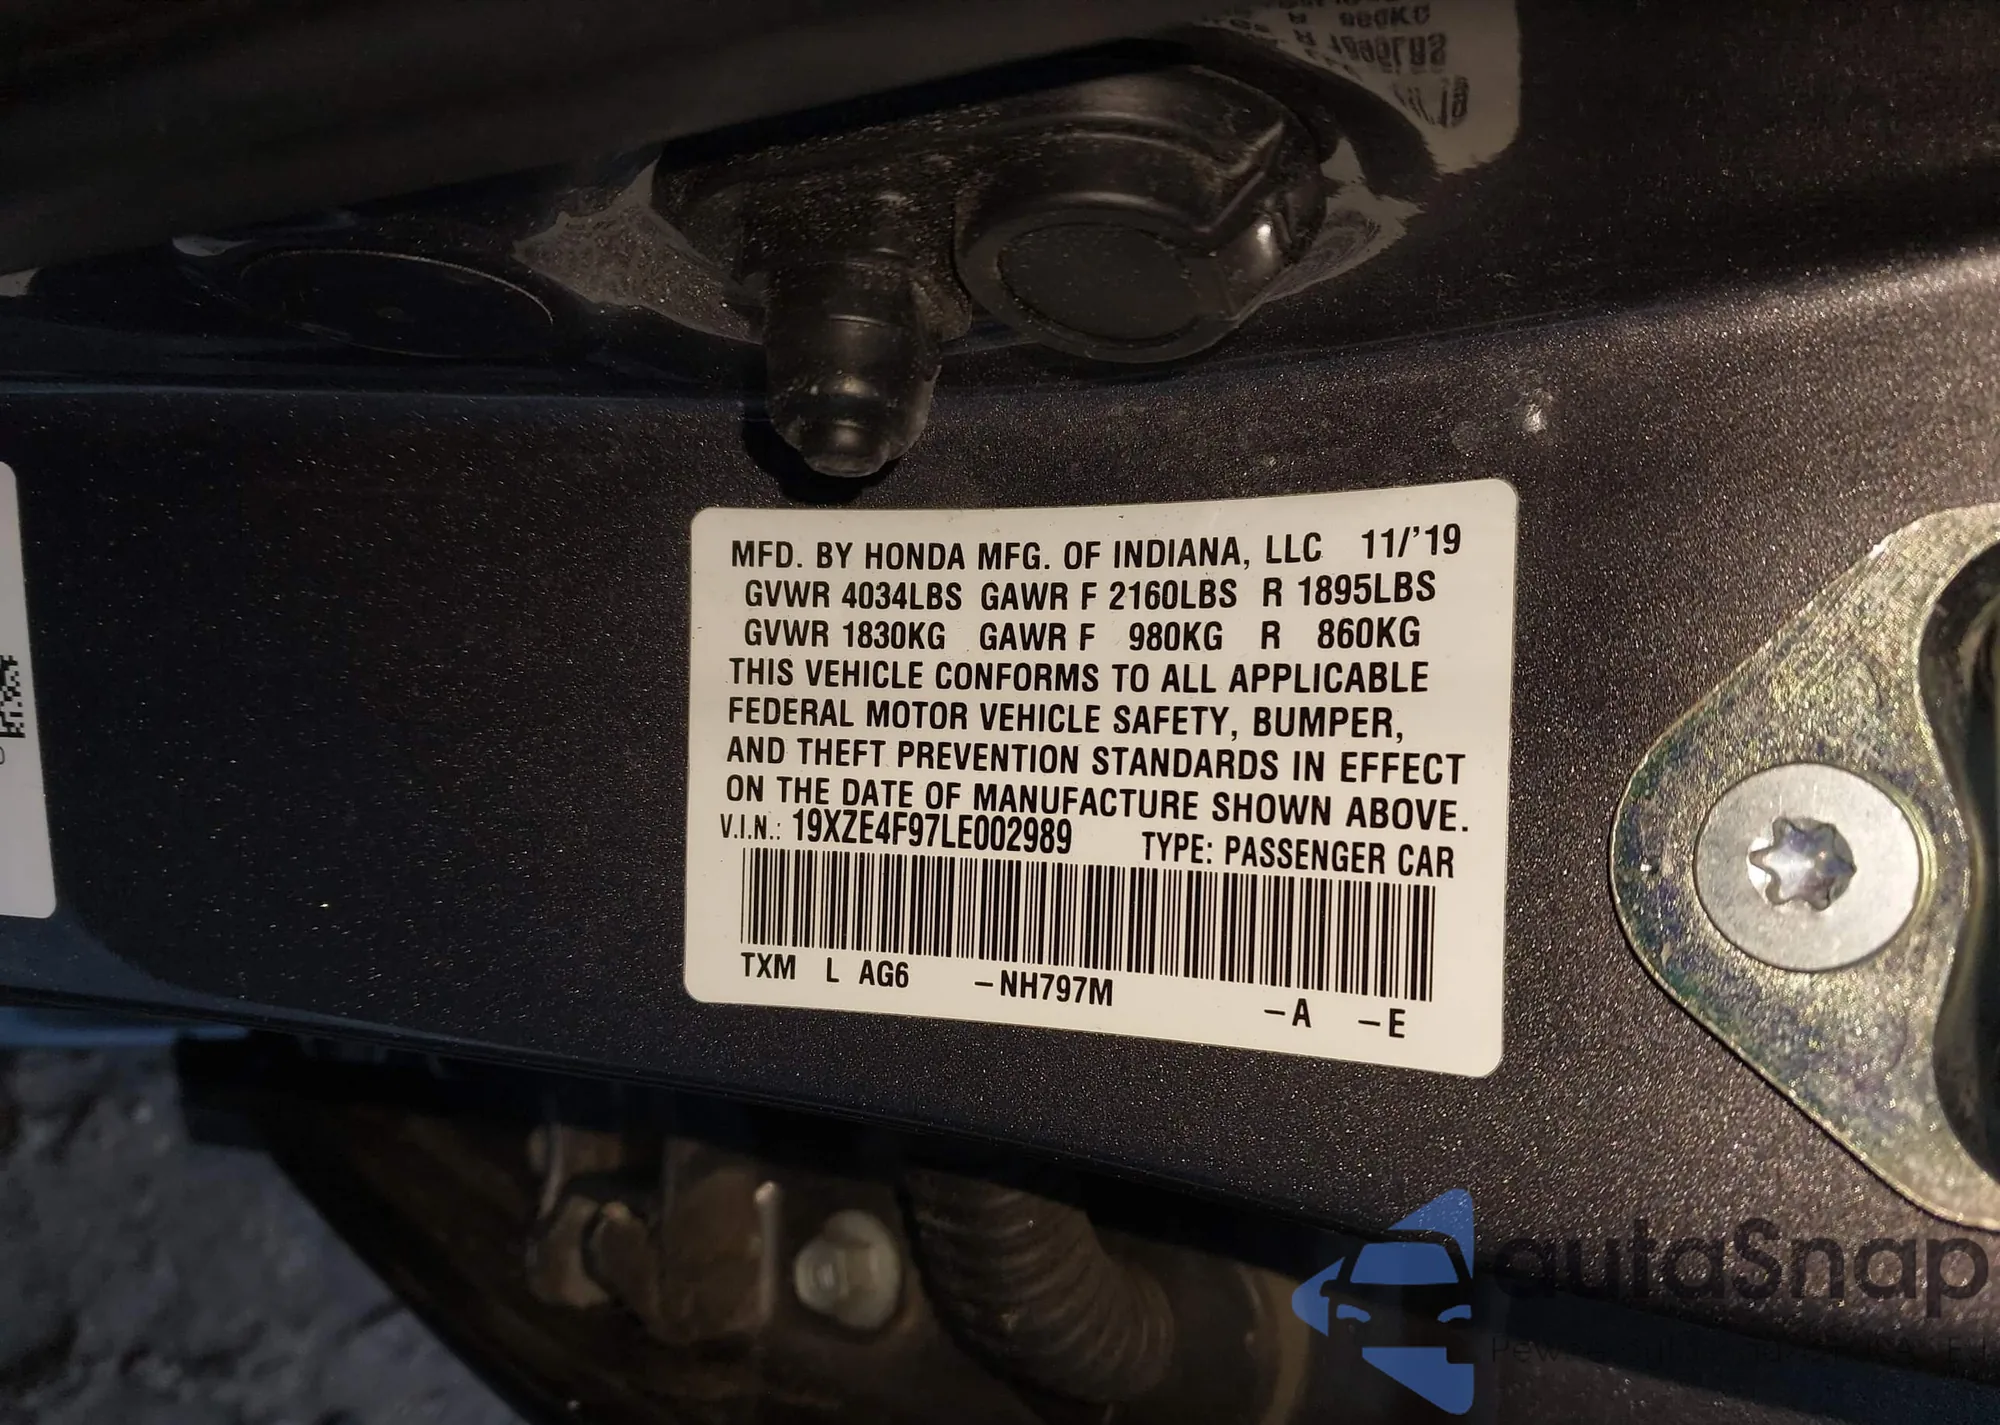 MFD. BY HONDA MFG. OF INDIANA, LLC 11/'19
GVWR 4034LBS GAWR F 2160LBS R 1895LBS
GVWR 1830KG GAWR F 980KG R 860KG
THIS VEHICLE CONFORMS TO ALL APPLICABLE
FEDERAL MOTOR VEHICLE SAFETY, BUMPER,
AND THEFT PREVENTION STANDARDS IN EFFECT
ON THE DATE OF MANUFACTURE SHOWN ABOVE.
V.I.N.: 19XZE4F97LE002989 TYPE: PASSENGER CAR
TXM L AG6 -NH797M -A -E
autoSnap